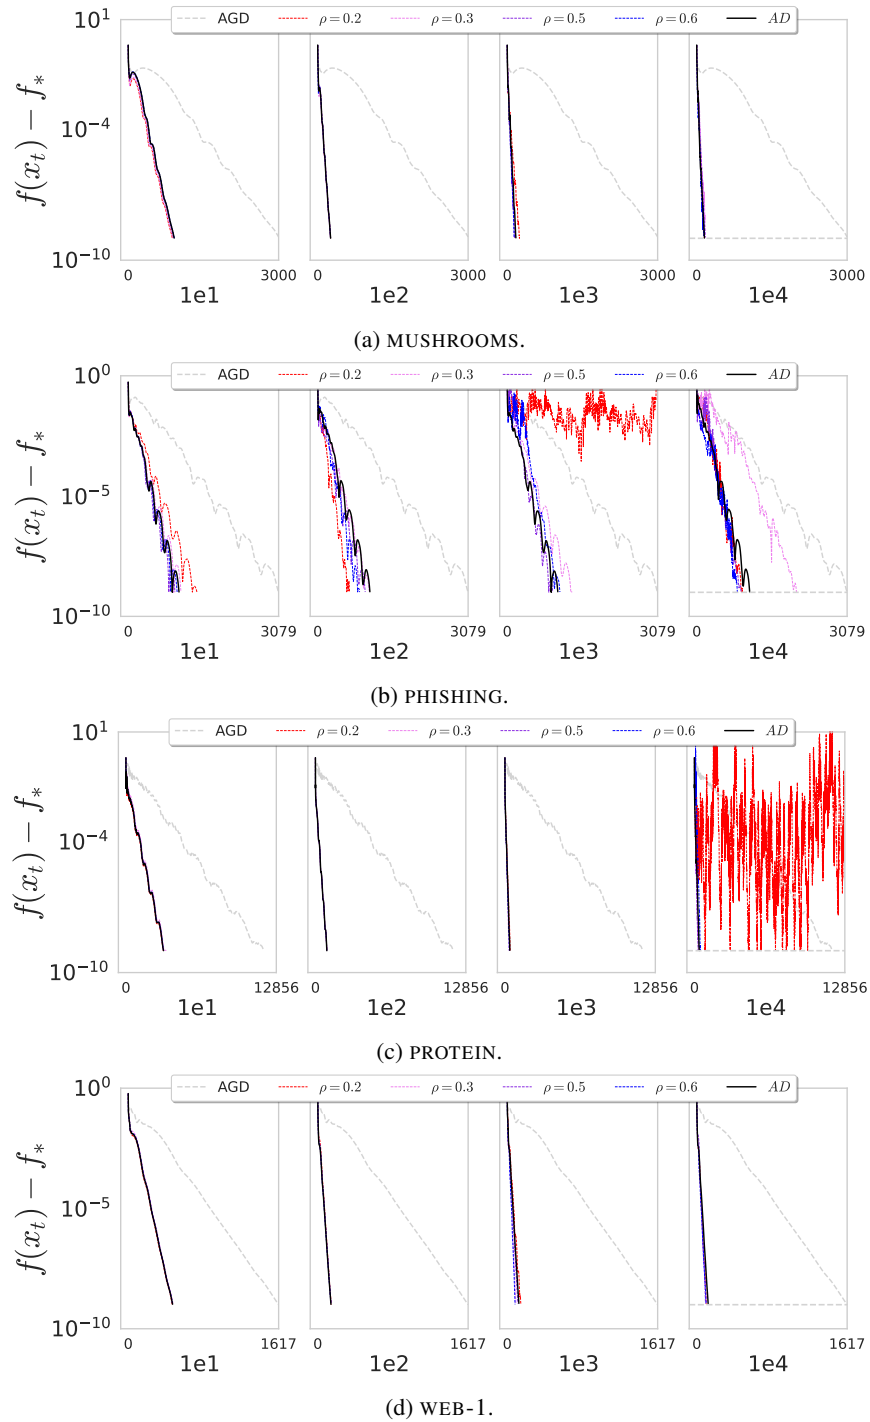 AGD ρ = 0.2 ρ = 0.3 ρ = 0.5 ρ = 0.6 AD
10^1
10^-4
10^-10
f(x_t) − f_*
0 3000 0 3000 0 3000 0 3000
1e1 1e2 1e3 1e4
(a) MUSHROOMS.
AGD ρ = 0.2 ρ = 0.3 ρ = 0.5 ρ = 0.6 AD
10^0
10^-5
10^-10
f(x_t) − f_*
0 3079 0 3079 0 3079 0 3079
1e1 1e2 1e3 1e4
(b) PHISHING.
AGD ρ = 0.2 ρ = 0.3 ρ = 0.5 ρ = 0.6 AD
10^1
10^-4
10^-10
f(x_t) − f_*
0 12856 0 12856 0 12856 0 12856
1e1 1e2 1e3 1e4
(c) PROTEIN.
AGD ρ = 0.2 ρ = 0.3 ρ = 0.5 ρ = 0.6 AD
10^0
10^-5
10^-10
f(x_t) − f_*
0 1617 0 1617 0 1617 0 1617
1e1 1e2 1e3 1e4
(d) WEB-1.